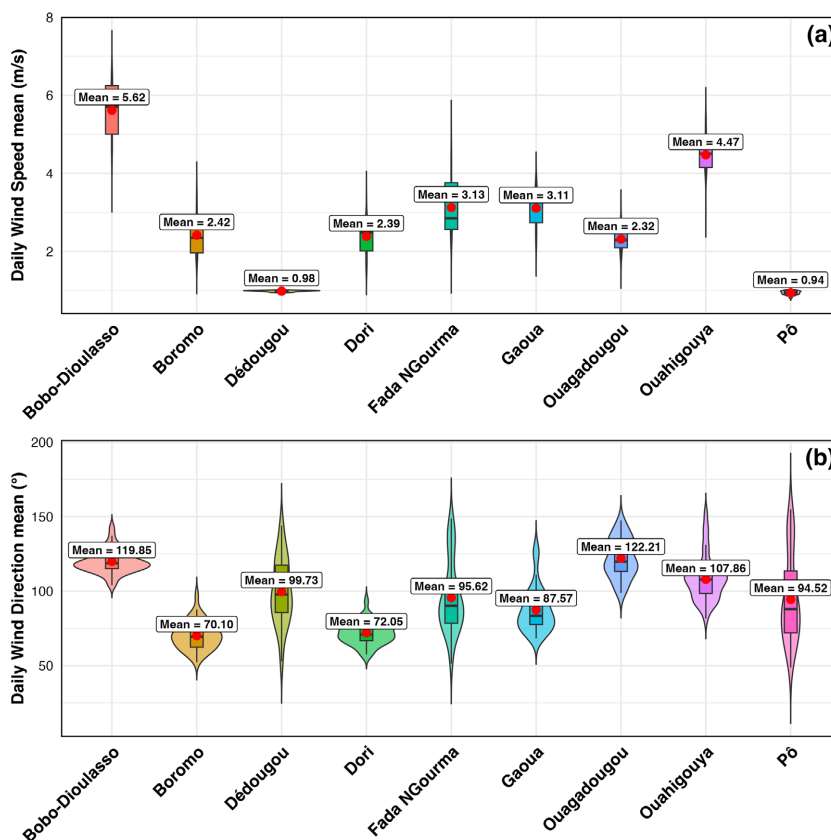 (a)
Daily Wind Speed mean (m/s)
8
6
4
2
Mean = 5.62
Mean = 2.42
Mean = 0.98
Mean = 2.39
Mean = 3.13
Mean = 3.11
Mean = 2.32
Mean = 4.47
Mean = 0.94
Bobo-Dioulasso
Boromo
Dédougou
Dori
Fada NGourma
Gaoua
Ouagadougou
Ouahigouya
Pô
(b)
Daily Wind Direction mean (°)
200
150
100
50
Mean = 119.85
Mean = 70.10
Mean = 99.73
Mean = 72.05
Mean = 95.62
Mean = 87.57
Mean = 122.21
Mean = 107.86
Mean = 94.52
Bobo-Dioulasso
Boromo
Dédougou
Dori
Fada NGourma
Gaoua
Ouagadougou
Ouahigouya
Pô